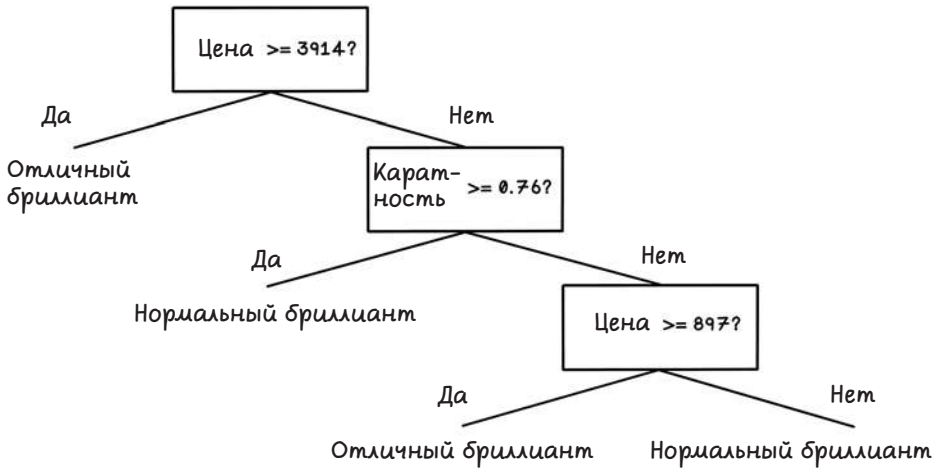 Цена >= 3914?
Да
Нет
Отличный
бриллиант
Карат-
ность >= 0.76?
Да
Нет
Нормальный бриллиант
Цена >= 897?
Да
Нет
Отличный бриллиант
Нормальный бриллиант